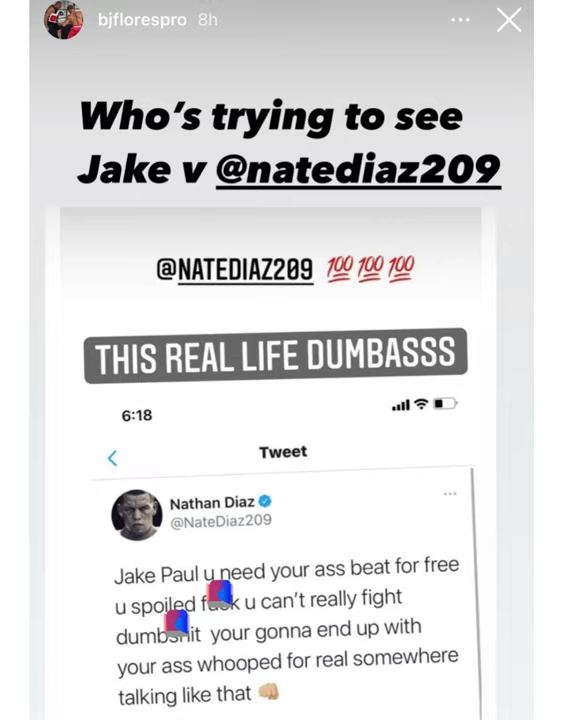 bjflorespro 8h
Who's trying to see
Jake v @natediaz209
@NATEDIAZ209 💯💯💯
THIS REAL LIFE DUMBASSS
6:18
Tweet
Nathan Diaz
@NateDiaz209
Jake Paul u need your ass beat for free
u spoiled fuck u can't really fight
dumbshit your gonna end up with
your ass whooped for real somewhere
talking like that 👊🏼